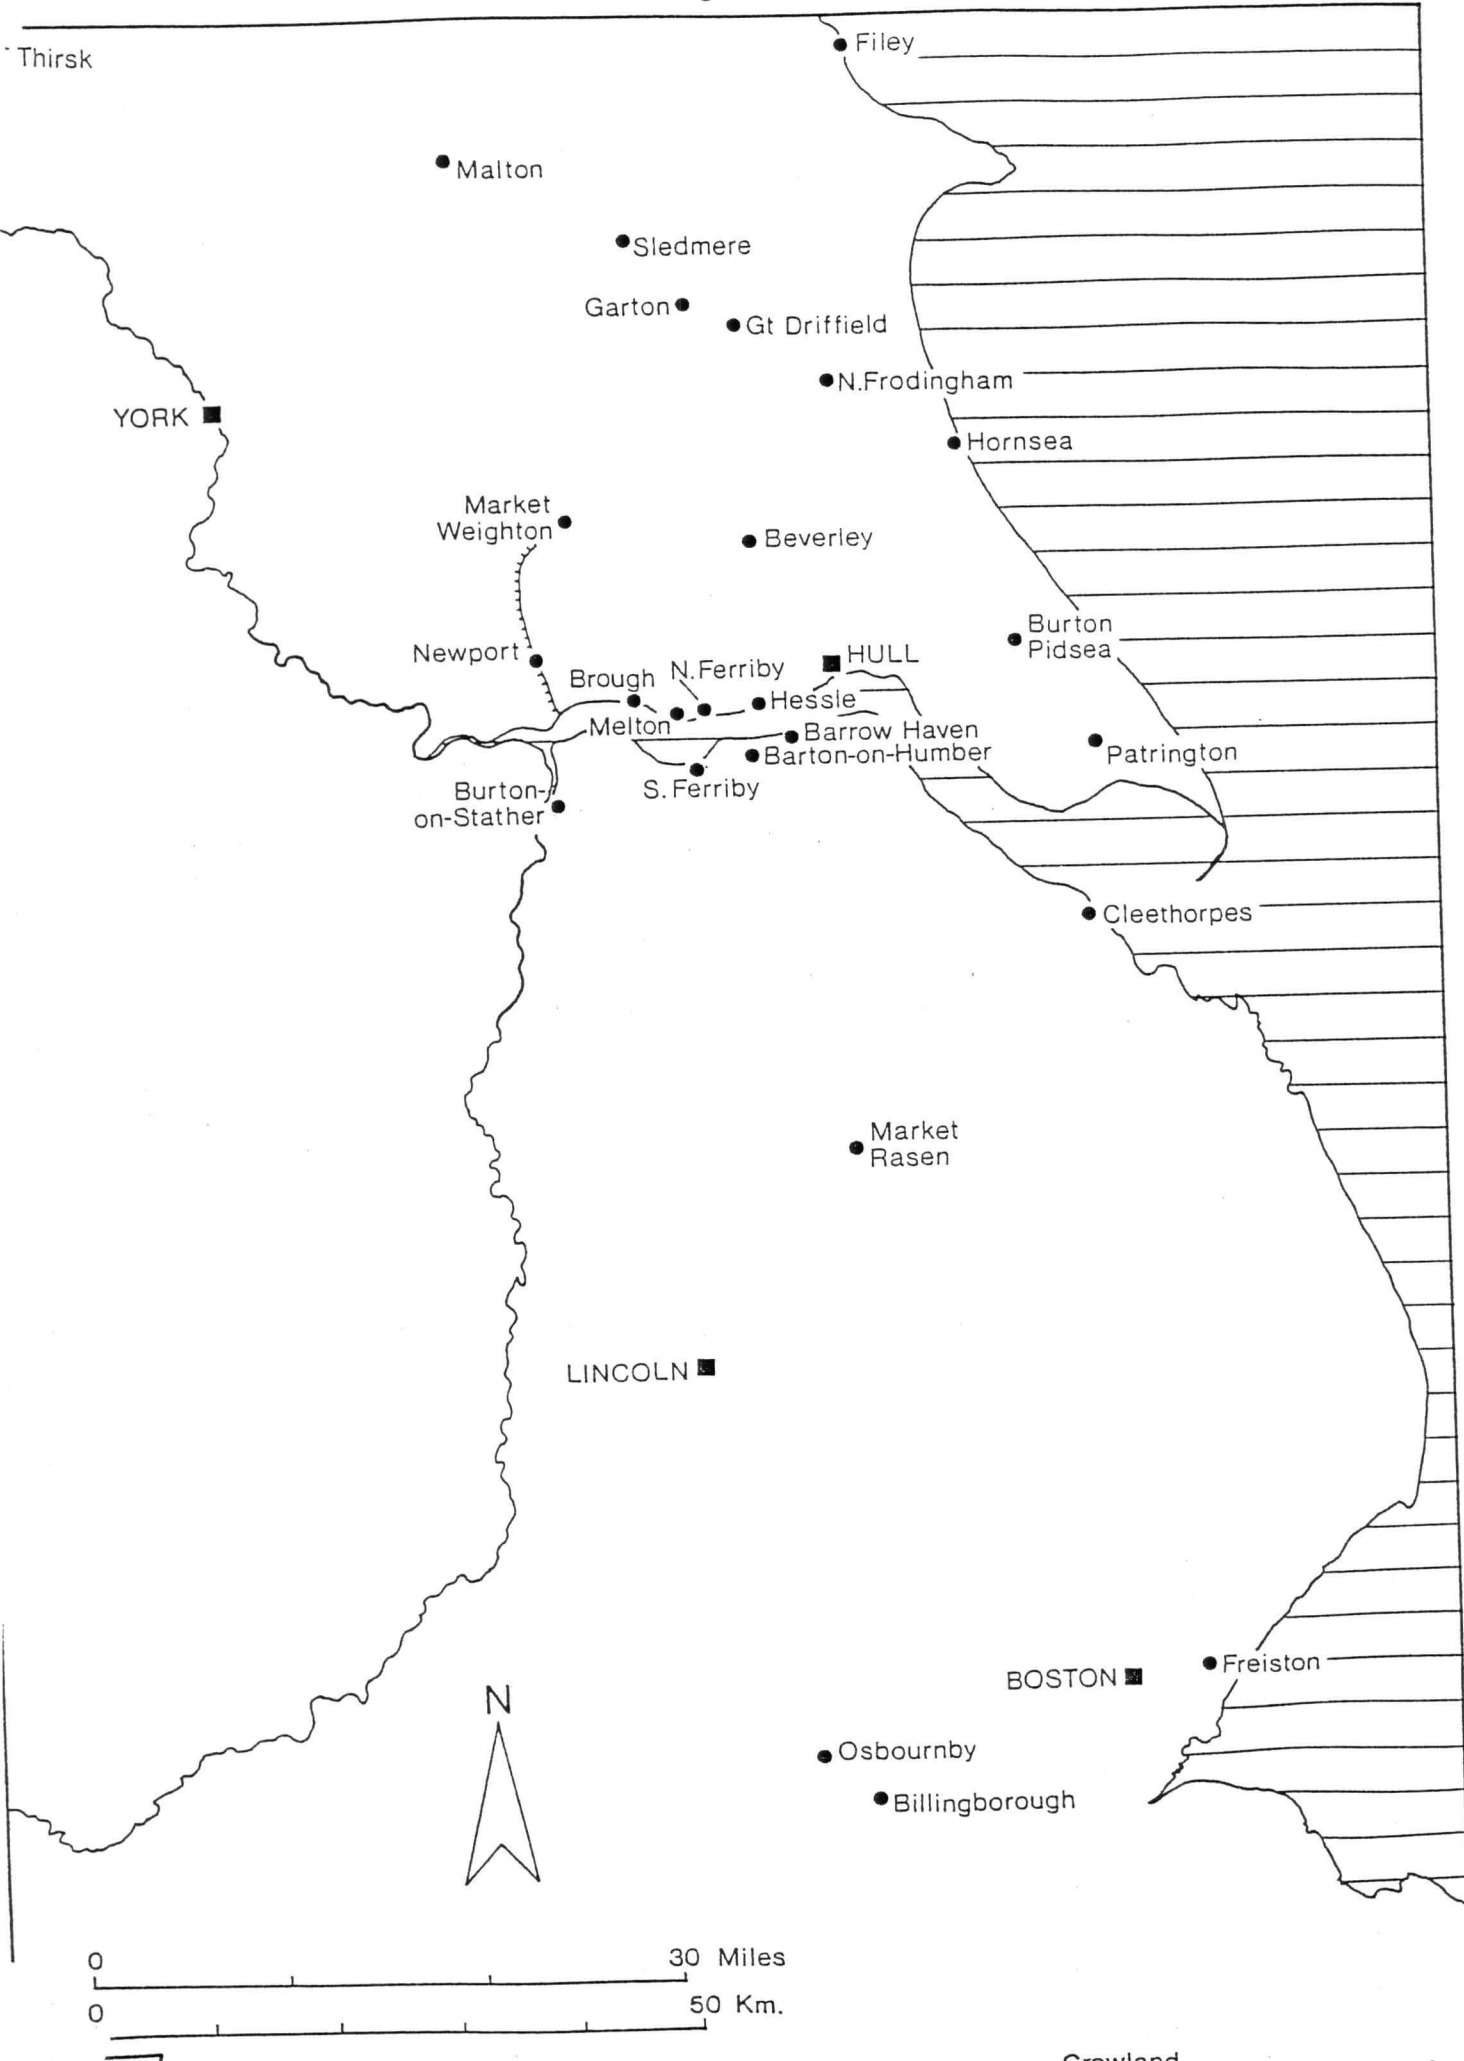 Filey
Thirsk
Malton
Sledmere
Garton
Gt Driffield
N.Frodingham
YORK
Hornsea
Market
Weighton
Beverley
Burton
Pidsea
Newport
HULL
N.Ferriby
Brough
Hessle
Melton
Barrow Haven
Barton-on-Humber
Patrington
S.Ferriby
Burton-
on-Stather
Cleethorpes
Market
Rasen
LINCOLN
Freiston
BOSTON
N
Osbournby
Billingborough
0
30 Miles
0
50 Km.
Crowland